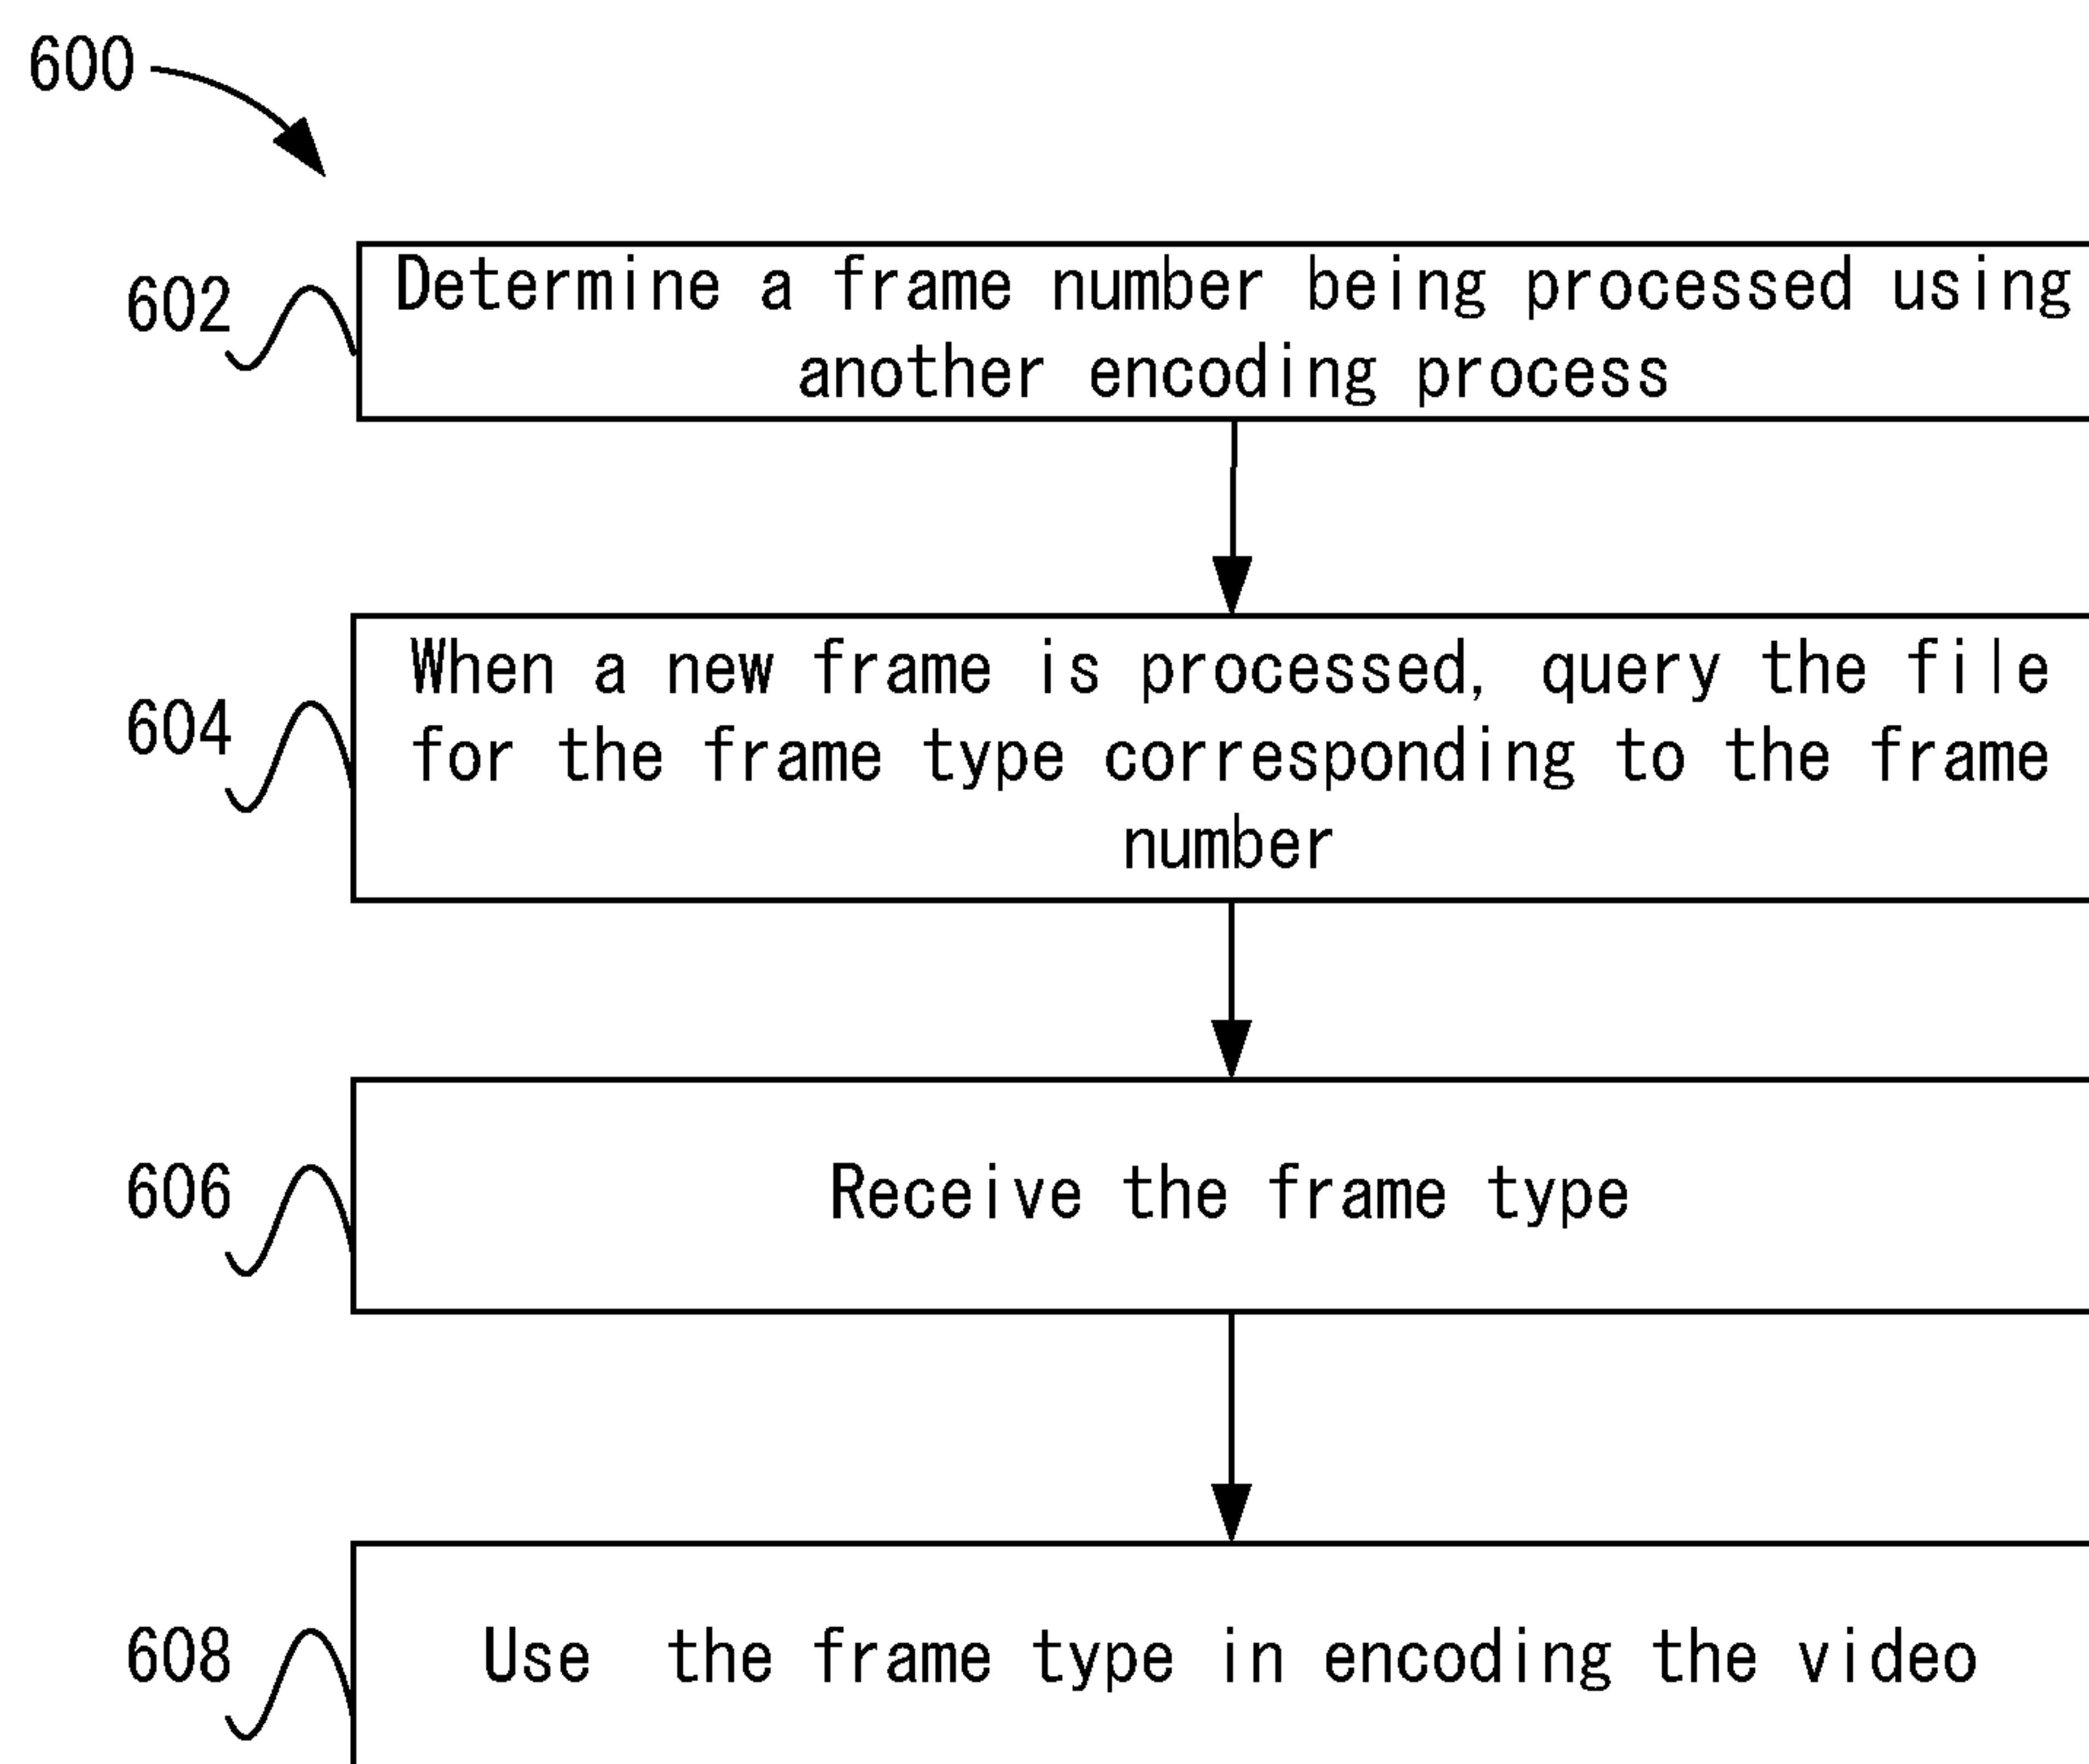 600
602
Determine a frame number being processed using
another encoding process
604
When a new frame is processed, query the file
for the frame type corresponding to the frame
number
606
Receive the frame type
608
Use the frame type in encoding the video